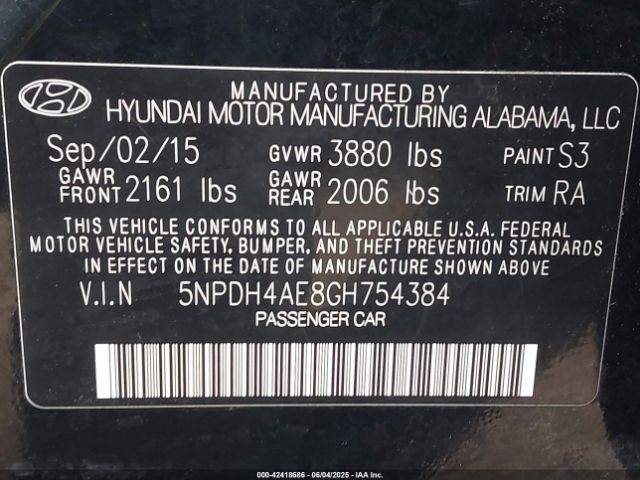 MANUFACTURED BY
HYUNDAI MOTOR MANUFACTURING ALABAMA, LLC
Sep/02/15 GVWR 3880 lbs PAINT S3
GAWR FRONT 2161 lbs GAWR REAR 2006 lbs TRIM RA
THIS VEHICLE CONFORMS TO ALL APPLICABLE U.S.A. FEDERAL
MOTOR VEHICLE SAFETY, BUMPER, AND THEFT PREVENTION STANDARDS
IN EFFECT ON THE DATE OF MANUFACTURE SHOWN ABOVE
V.I.N 5NPDH4AE8GH754384
PASSENGER CAR
000-42418686 - 06/04/2025 - IAA Inc.